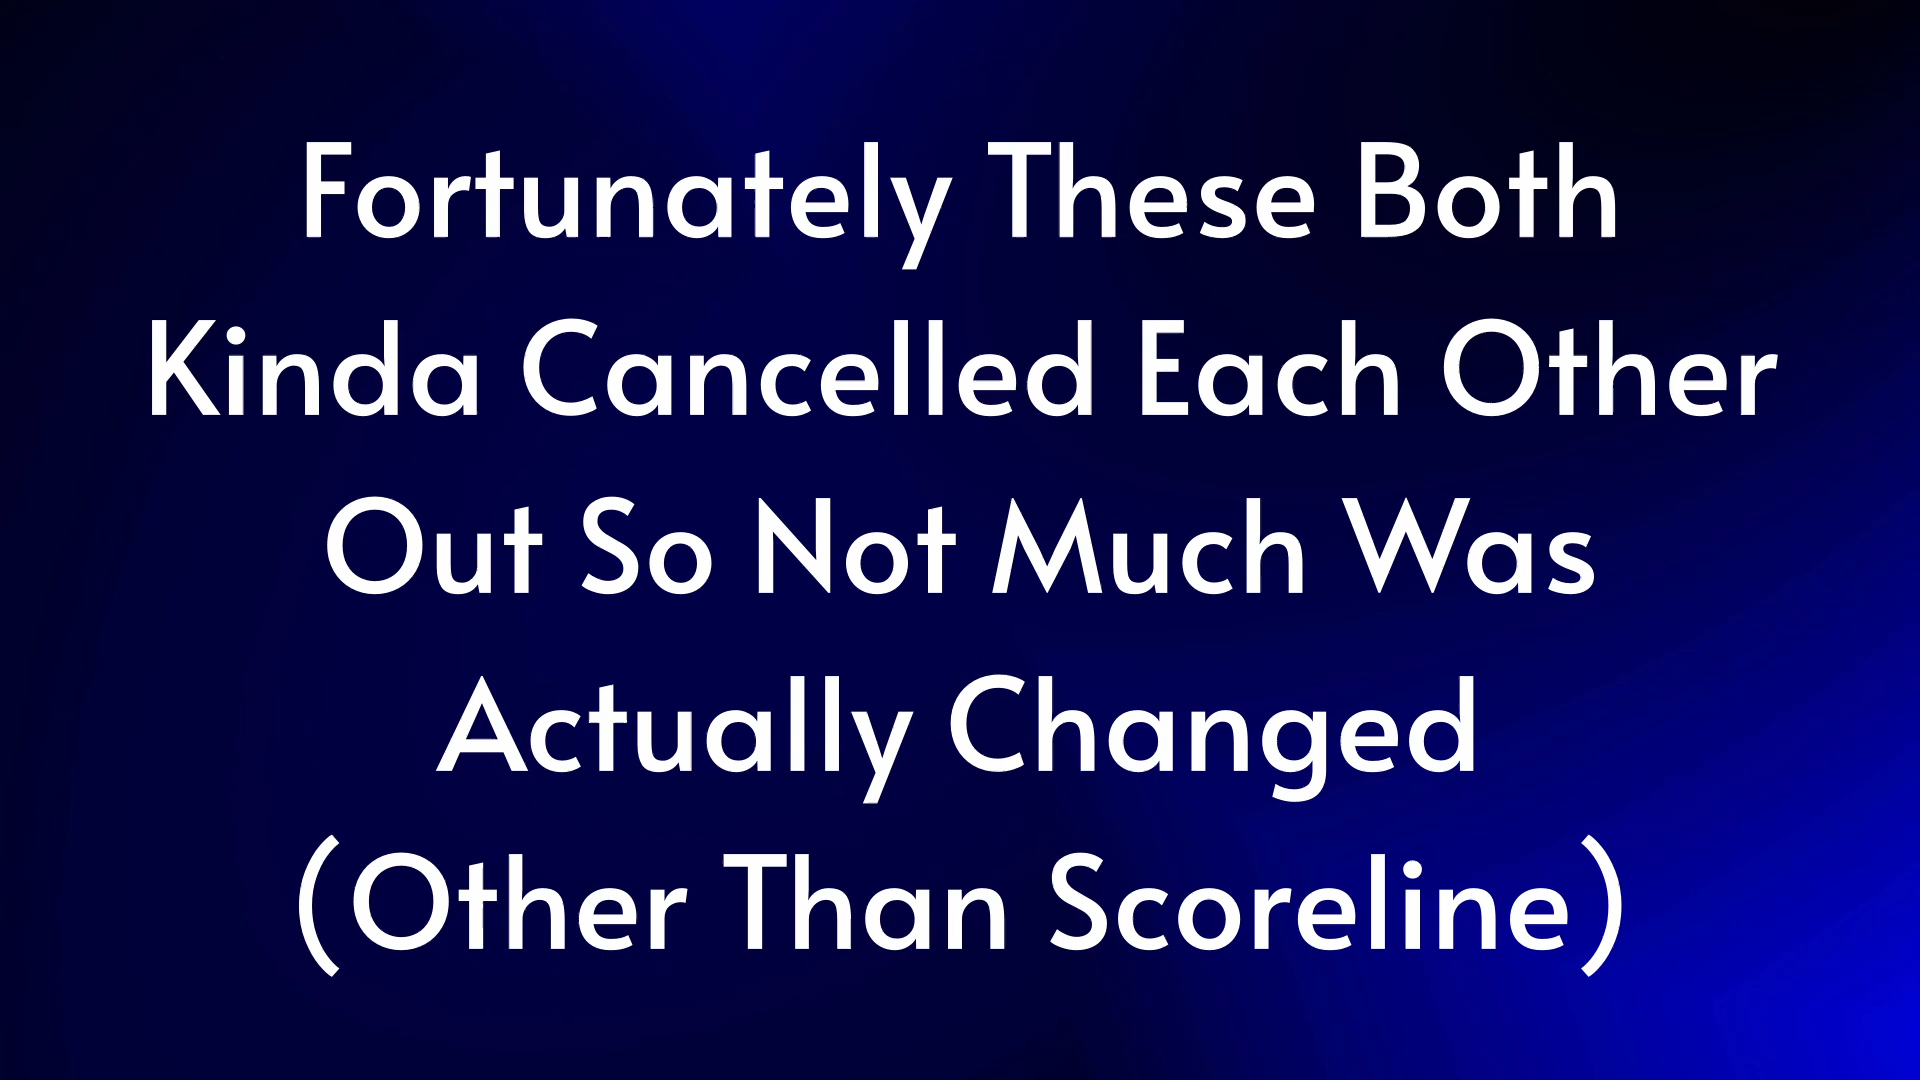 Fortunately These Both
Kinda Cancelled Each Other
Out So Not Much Was
Actually Changed
(Other Than Scoreline)